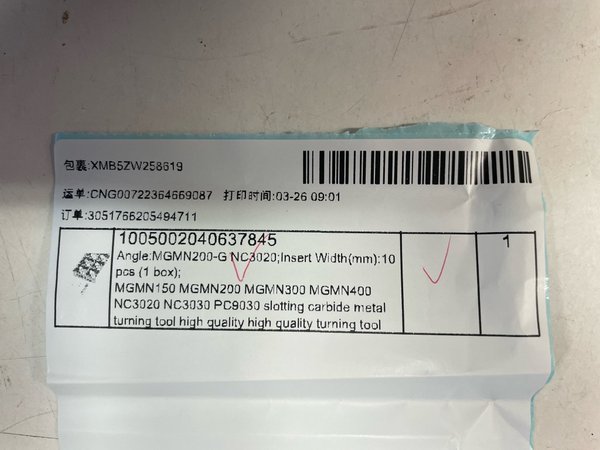 包裹:XMB5ZW258619
运单:CNG00722364669087 打印时间:03-26 09:01
订单:3051766205494711
1005002040637845
Angle:MGMN200-G NC3020;Insert Width(mm):10
pcs (1 box);
MGMN150 MGMN200 MGMN300 MGMN400
NC3020 NC3030 PC9030 slotting carbide metal
turning tool high quality high quality turning tool
1